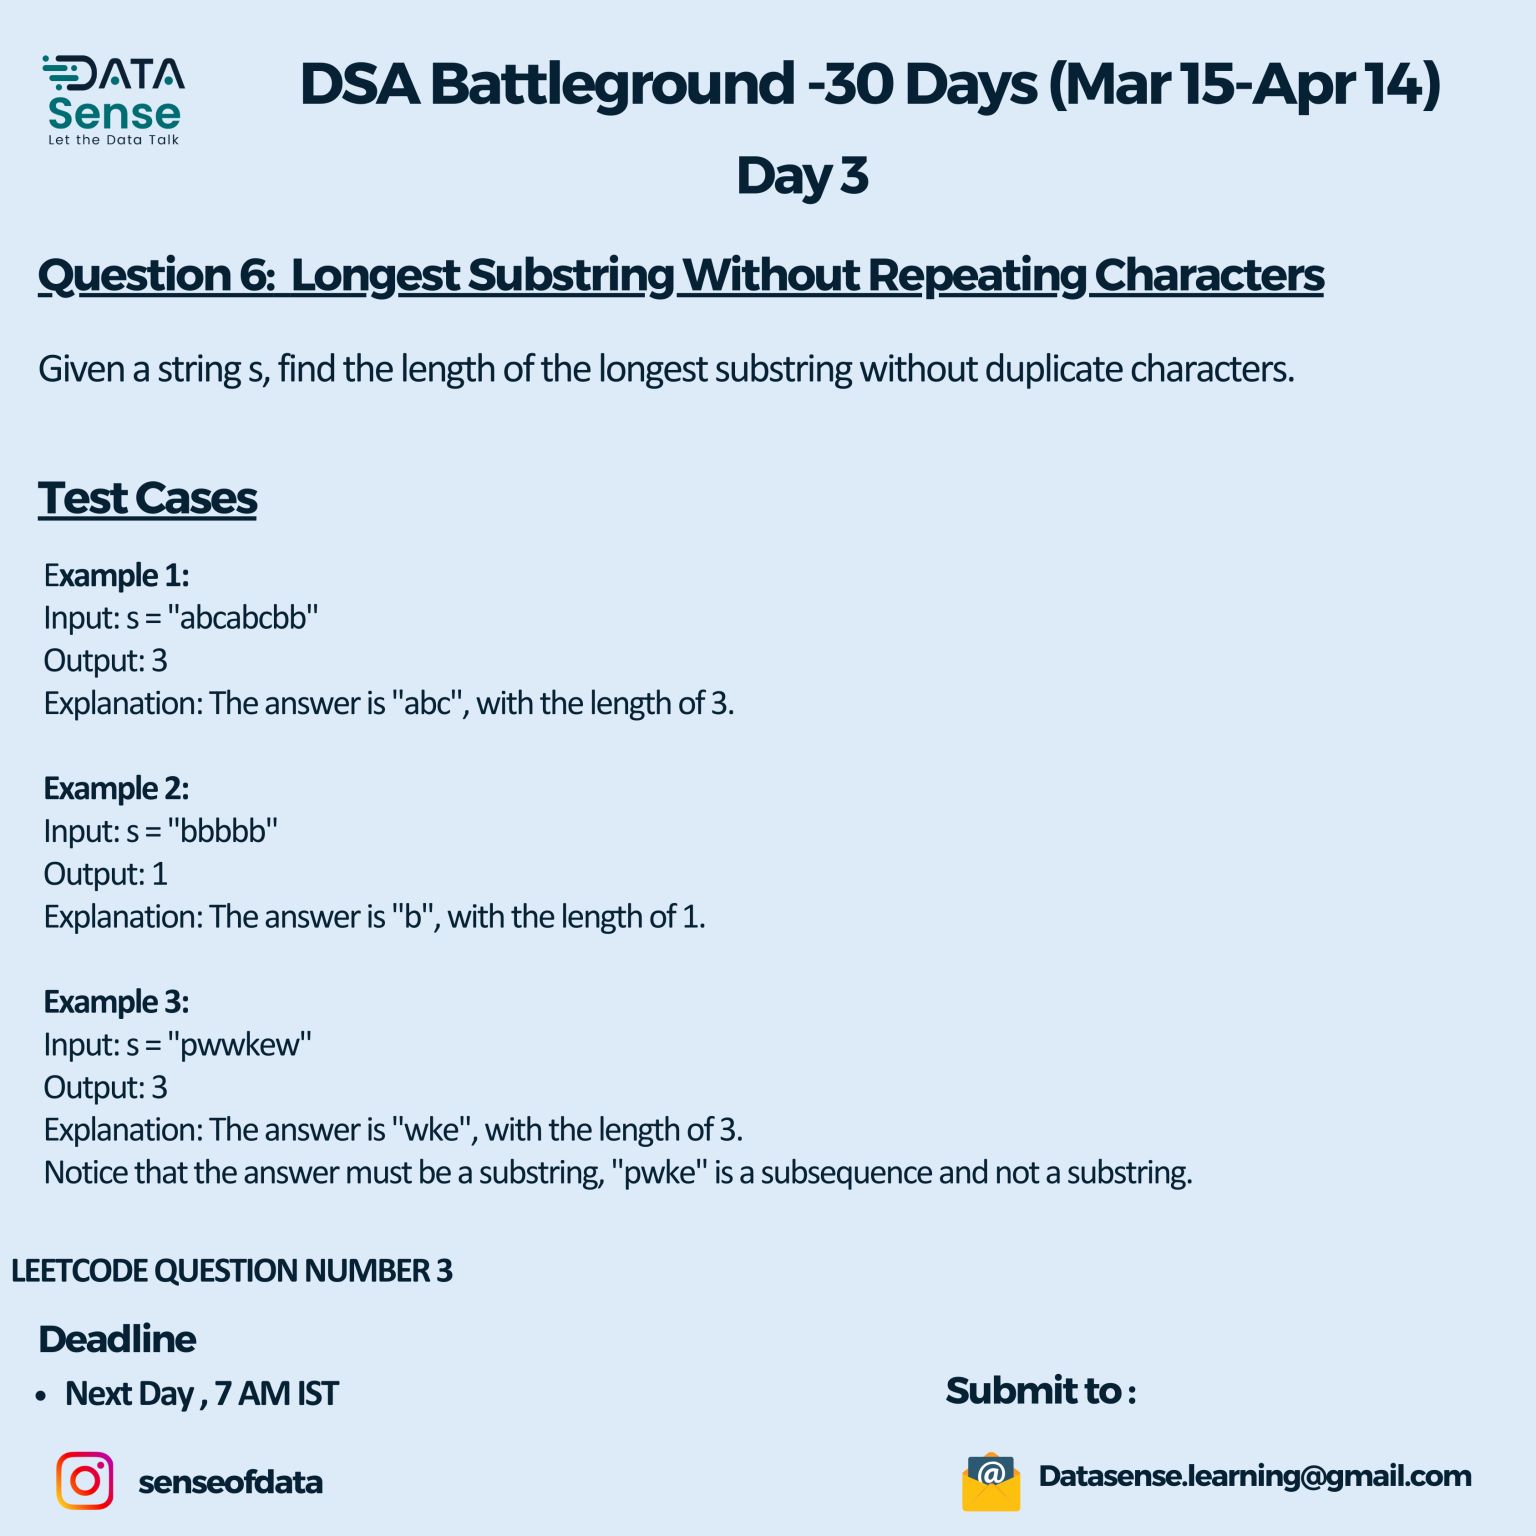 DATA
Sense
Let the Data Talk
DSA Battleground -30 Days (Mar 15-Apr 14)
Day 3
Question 6:  Longest Substring Without Repeating Characters
Given a string s, find the length of the longest substring without duplicate characters.
Test Cases
Example 1:
Input: s = "abcabcbb"
Output: 3
Explanation: The answer is "abc", with the length of 3.
Example 2:
Input: s = "bbbbb"
Output: 1
Explanation: The answer is "b", with the length of 1.
Example 3:
Input: s = "pwwkew"
Output: 3
Explanation: The answer is "wke", with the length of 3.
Notice that the answer must be a substring, "pwke" is a subsequence and not a substring.
LEETCODE QUESTION NUMBER 3
Deadline
• Next Day , 7 AM IST
Submit to :
senseofdata
@
Datasense.learning@gmail.com